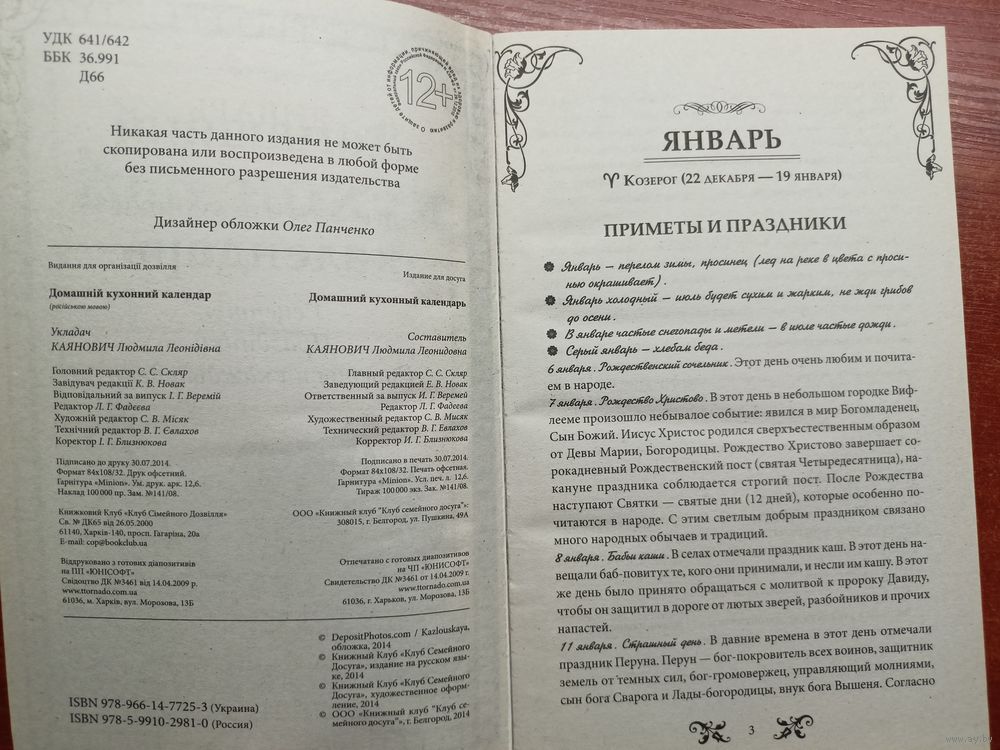 УДК 641/642
ББК 36.991
Д66
12+
Никакая часть данного издания не может быть
скопирована или воспроизведена в любой форме
без письменного разрешения издательства
Дизайнер обложки Олег Панченко
Видання для організації дозвілля
Домашній кухонний календар
(російською мовою)
Укладач
КАЯНОВИЧ Людмила Леонідівна
Головний редактор С. С. Скляр
Завідувач редакції К. В. Новак
Відповідальний за випуск І. Г. Веремій
Редактор Л. Г. Фадєєва
Художній редактор С. В. Місяк
Технічний редактор В. Г. Євлахов
Коректор І. Г. Близнюкова
Підписано до друку 30.07.2014.
Формат 84х108/32. Друк офсетний.
Гарнітура «Minion». Ум. друк. арк. 12,6.
Наклад 100 000 пр. Зам. №141/08.
Книжковий Клуб «Клуб Сімейного Дозвілля»
Св. № ДК65 від 26.05.2000
61140, Харків-140, просп. Гагаріна, 20а
E-mail: cop@bookclub.ua
Віддруковано з готових діапозитивів
на ПП «ЮНІСОФТ»
Свідоцтво ДК №3461 від 14.04.2009 р.
www.ttornado.com.ua
61036, м. Харків, вул. Морозова, 13Б
Издание для досуга
Домашний кухонный календарь
Составитель
КАЯНОВИЧ Людмила Леонидовна
Главный редактор С. С. Скляр
Заведующий редакцией Е. В. Новак
Ответственный за выпуск И. Г. Веремей
Редактор Л. Г. Фадеева
Художественный редактор С. В. Мисяк
Технический редактор В. Г. Евлахов
Корректор И. Г. Близнюкова
Подписано в печать 30.07.2014.
Формат 84х108/32. Печать офсетная.
Гарнитура «Minion». Усл. печ. л. 12,6.
Тираж 100 000 экз. Зак. №141/08.
ООО «Книжный клуб "Клуб семейного досуга"»:
308015, г. Белгород, ул. Пушкина, 49А
Отпечатано с готовых диапозитивов
на ЧП «ЮНИСОФТ»
Свидетельство ДК №3461 от 14.04.2009 г.
www.ttornado.com.ua
61036, г. Харьков, ул. Морозова, 13Б
© DepositPhotos.com / Kazlouskaya,
обложка, 2014
© Книжный Клуб «Клуб Семейного
Досуга», издание на русском язы-
ке, 2014
© Книжный Клуб «Клуб Семейного
Досуга», художественное оформ-
ление, 2014
© ООО «Книжный клуб "Клуб се-
мейного досуга"», г. Белгород, 2014
ISBN 978-966-14-7725-3 (Украина)
ISBN 978-5-9910-2981-0 (Россия)
ЯНВАРЬ
♈ Козерог (22 декабря — 19 января)
ПРИМЕТЫ И ПРАЗДНИКИ
Январь — перелом зимы, просинец (лед на реке в цвета с проси-
нью окрашивает).
Январь холодный — июль будет сухим и жарким, не жди грибов
до осени.
В январе частые снегопады и метели — в июле частые дожди.
Серый январь — хлебам беда.
6 января. Рождественский сочельник. Этот день очень любим и почита-
ем в народе.
7 января. Рождество Христово. В этот день в небольшом городке Виф-
лееме произошло небывалое событие: явился в мир Богомладенец,
Сын Божий. Иисус Христос родился сверхъестественным образом
от Девы Марии, Богородицы. Рождество Христово завершает со-
рокадневный Рождественский пост (святая Четыредесятница), на-
кануне праздника соблюдается строгий пост. После Рождества
наступают Святки — святые дни (12 дней), которые особенно по-
читаются в народе. С этим светлым добрым праздником связано
много народных обычаев и традиций.
8 января. Бабьи каши. В селах отмечали праздник каш. В этот день на-
вещали баб-повитух те, кого они принимали, и несли им кашу. В этот
же день было принято обращаться с молитвой к пророку Давиду,
чтобы он защитил в дороге от лютых зверей, разбойников и прочих
напастей.
11 января. Страшный день. В давние времена в этот день отмечали
праздник Перуна. Перун — бог-покровитель всех воинов, защитник
земель от темных сил, бог-громовержец, управляющий молниями,
сын бога Сварога и Лады-богородицы, внук бога Вышеня. Согласно
3
www.ay.by